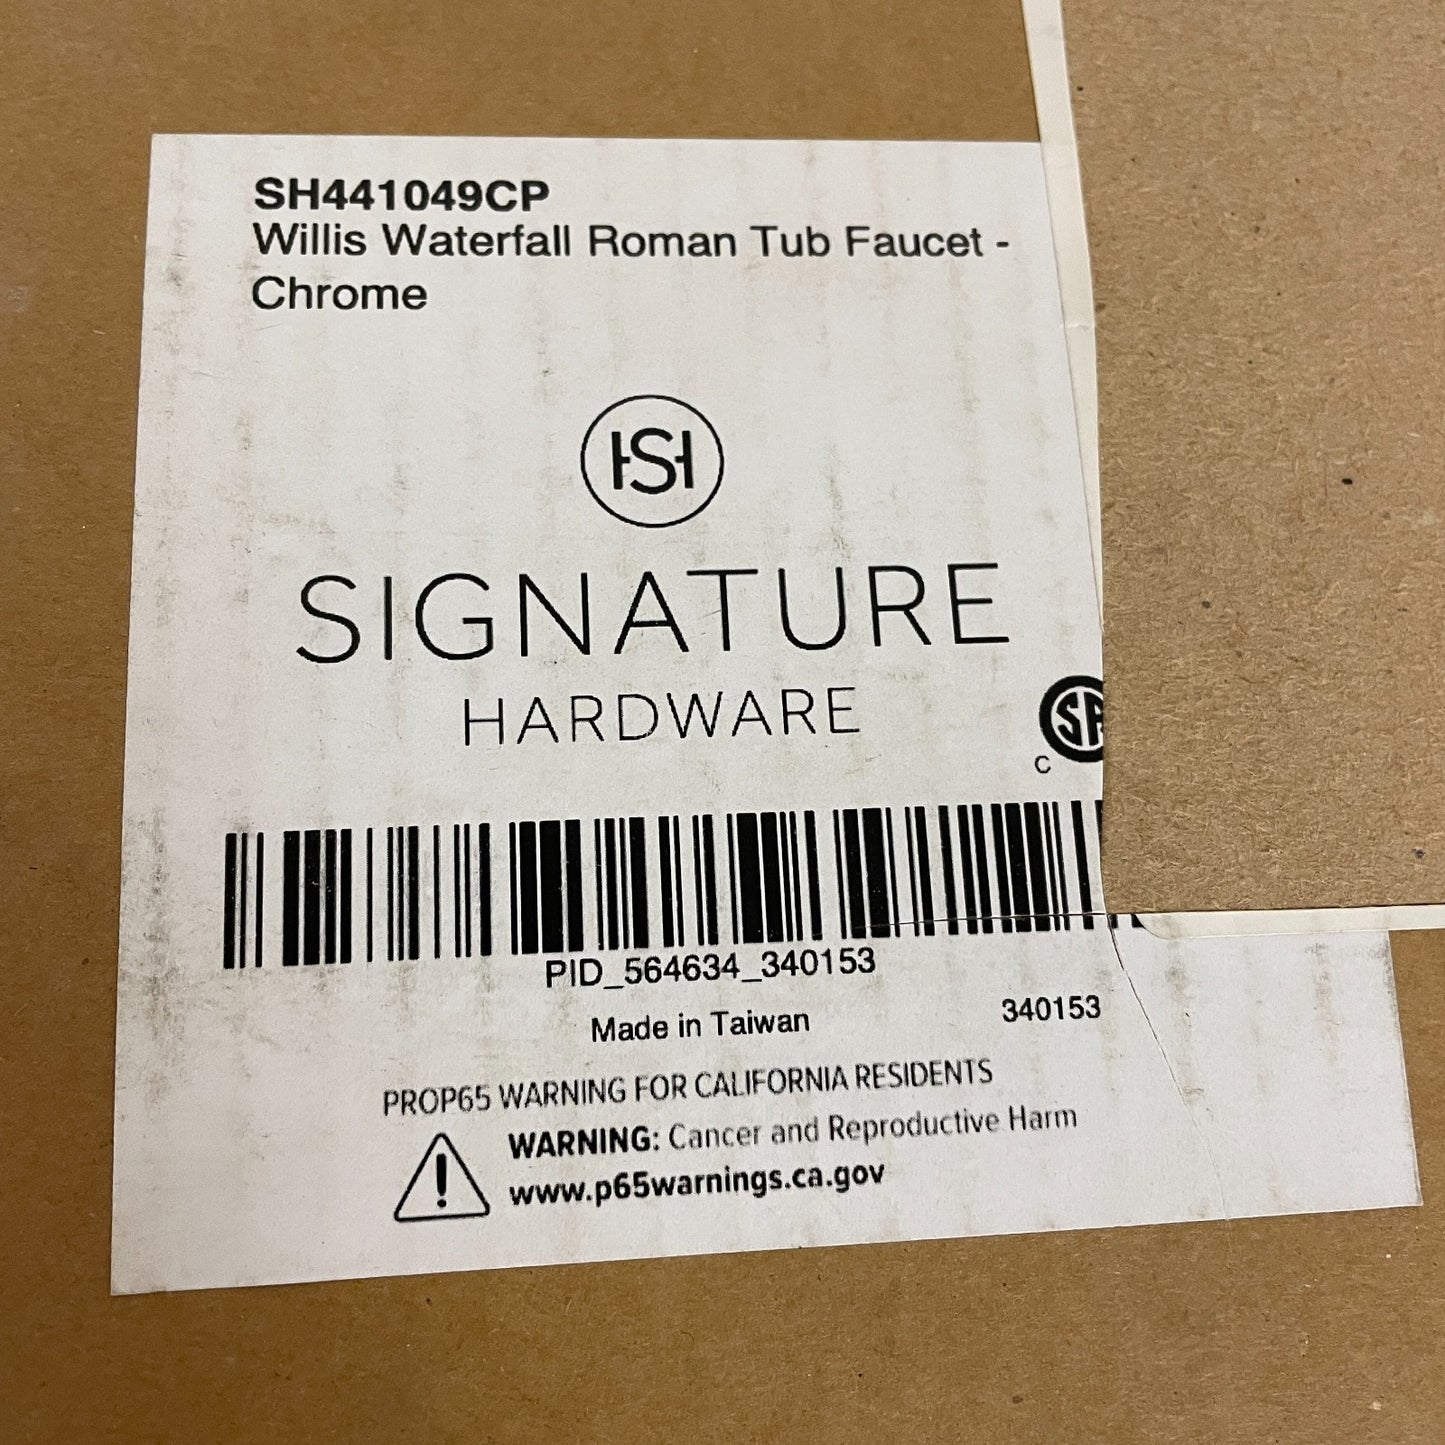 SH441049CP
Willis Waterfall Roman Tub Faucet -
Chrome
SH
SIGNATURE
HARDWARE
C
PID_564634_340153
Made in Taiwan
340153
PROP65 WARNING FOR CALIFORNIA RESIDENTS
WARNING: Cancer and Reproductive Harm
www.p65warnings.ca.gov